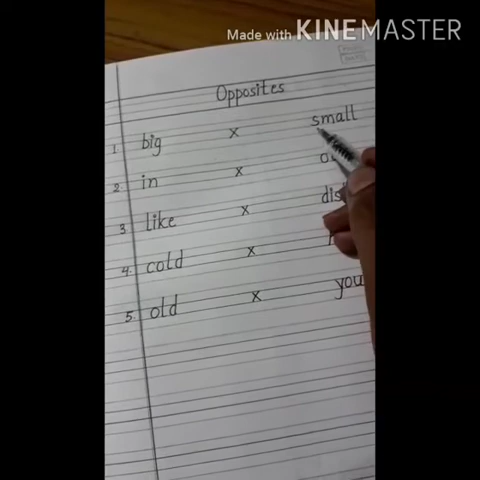 Made with KINEMASTER
Opposites
1. big x small
2. in x
3. like x
4. cold x
5. old x